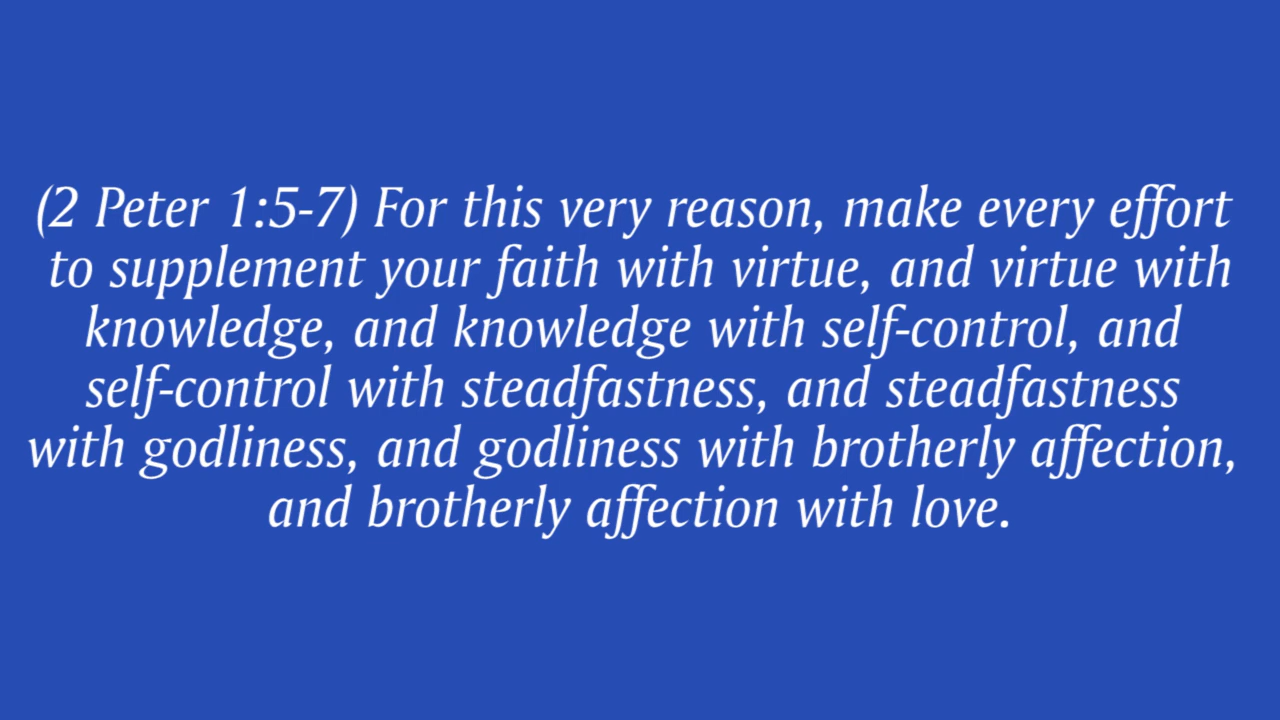 (2 Peter 1:5-7) For this very reason, make every effort
to supplement your faith with virtue, and virtue with
knowledge, and knowledge with self-control, and
self-control with steadfastness, and steadfastness
with godliness, and godliness with brotherly affection,
and brotherly affection with love.